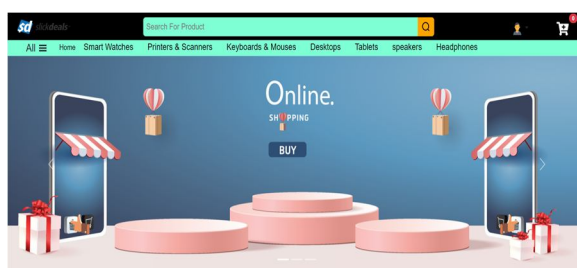 sd slickdeals
Search For Product
0
All Home Smart Watches Printers & Scanners Keyboards & Mouses Desktops Tablets speakers Headphones
Online.
SHOPPING
BUY